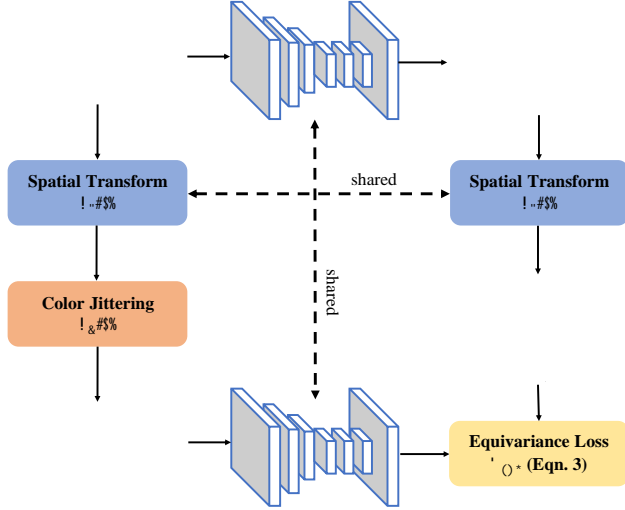 shared
Spatial Transform
Spatial Transform
shared
Color Jittering
Equivariance Loss
(Eqn. 3)